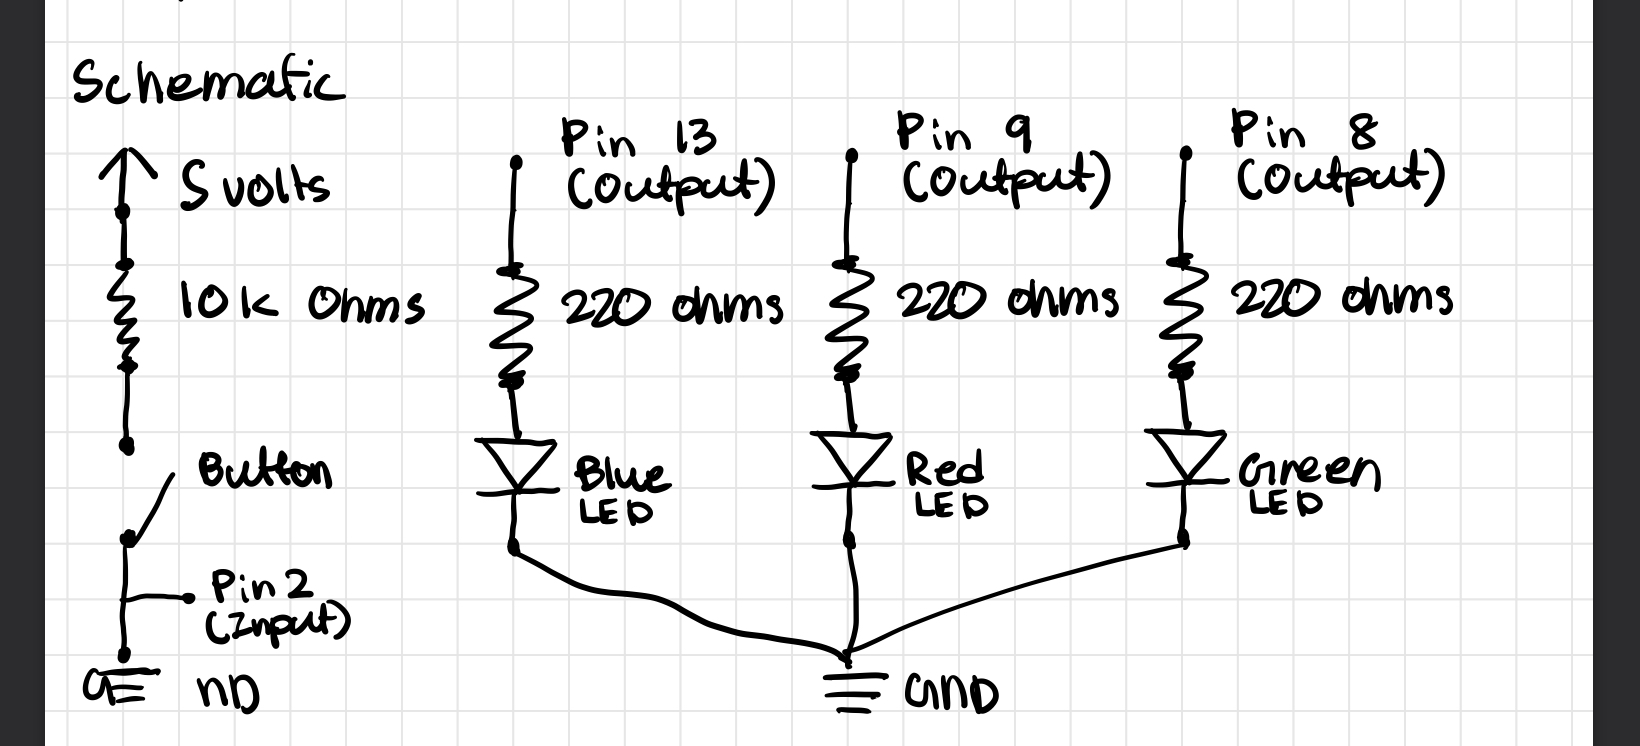 Schematic
5 volts
10k Ohms
Button
Pin 2
(Input)
GND
Pin 13
(output)
220 ohms
Blue
LED
Pin 9
(output)
220 ohms
Red
LED
Pin 8
(output)
220 ohms
Green
LED
GND